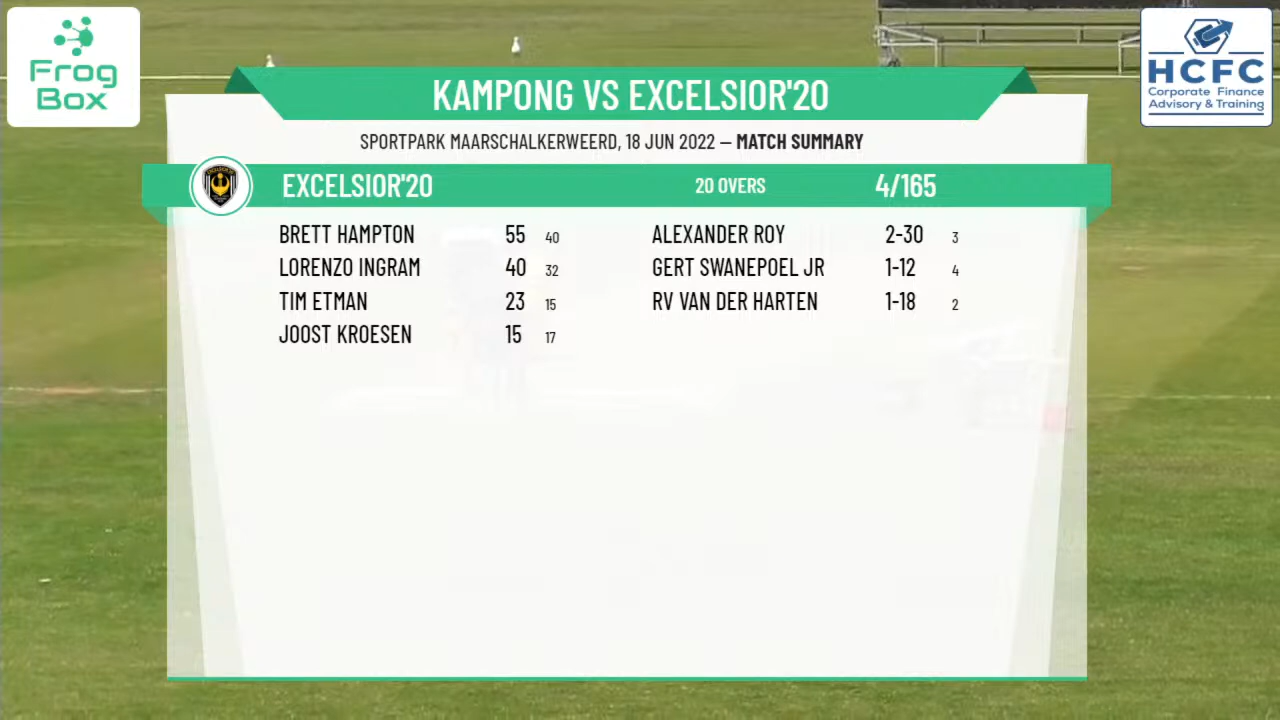 Frog
Box
HCFC
Corporate Finance
Advisory & Training
KAMPONG VS EXCELSIOR'20
SPORTPARK MAARSCHALKERWEERD, 18 JUN 2022 – MATCH SUMMARY
EXCELSIOR'20 20 OVERS 4/165
BRETT HAMPTON 55 40 ALEXANDER ROY 2-30 3
LORENZO INGRAM 40 32 GERT SWANEPOEL JR 1-12 4
TIM ETMAN 23 15 RV VAN DER HARTEN 1-18 2
JOOST KROESEN 15 17